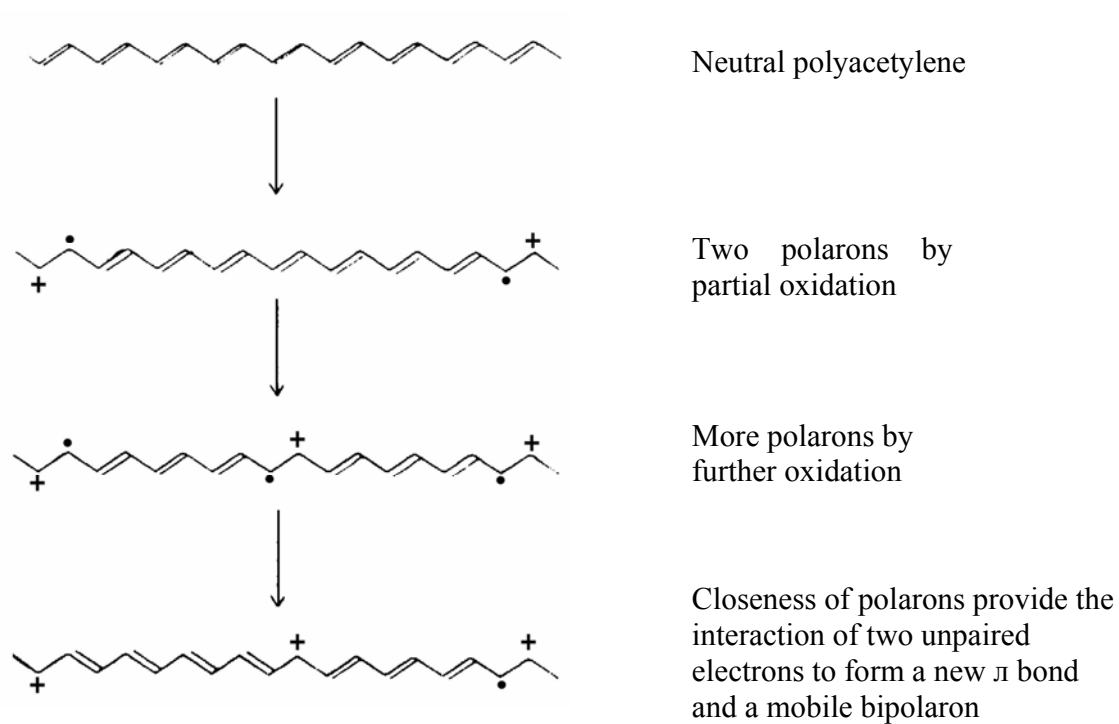 Neutral polyacetylene
•
+
+
•
Two polarons by
partial oxidation
•
+
+
•
+
•
More polarons by
further oxidation
+
+
+
•
Closeness of polarons provide the
interaction of two unpaired
electrons to form a new л bond
and a mobile bipolaron